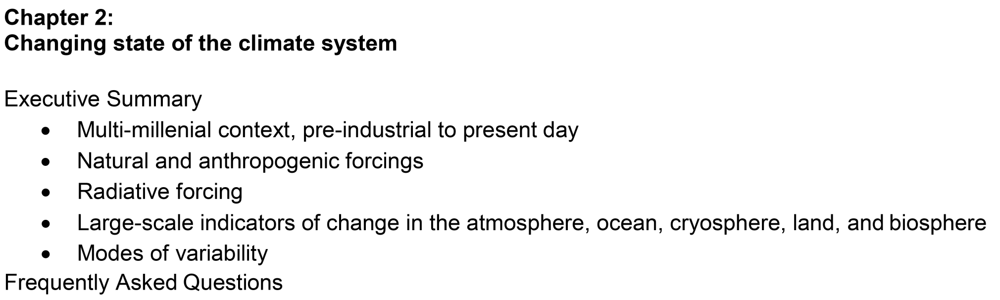 Chapter 2:
Changing state of the climate system
Executive Summary
• Multi-millenial context, pre-industrial to present day
• Natural and anthropogenic forcings
• Radiative forcing
• Large-scale indicators of change in the atmosphere, ocean, cryosphere, land, and biosphere
• Modes of variability
Frequently Asked Questions